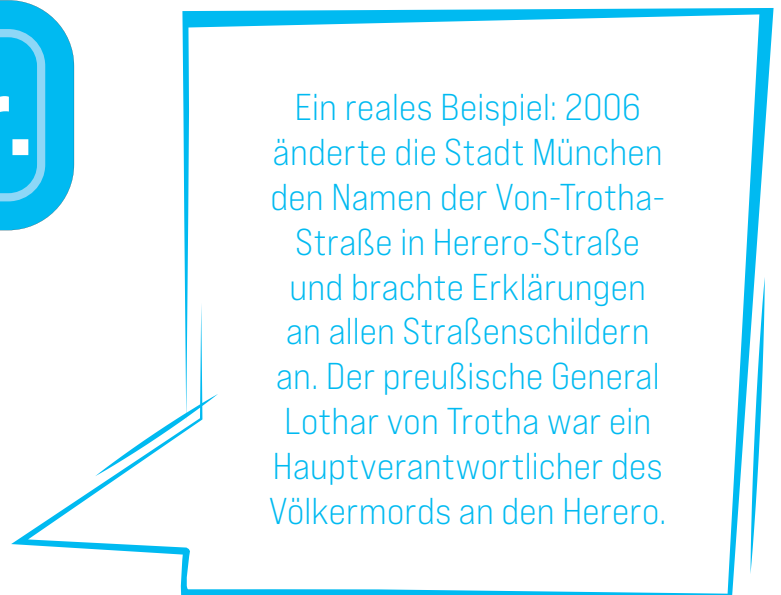 r.
Ein reales Beispiel: 2006
änderte die Stadt München
den Namen der Von-Trotha-
Straße in Herero-Straße
und brachte Erklärungen
an allen Straßenschildern
an. Der preußische General
Lothar von Trotha war ein
Hauptverantwortlicher des
Völkermords an den Herero.